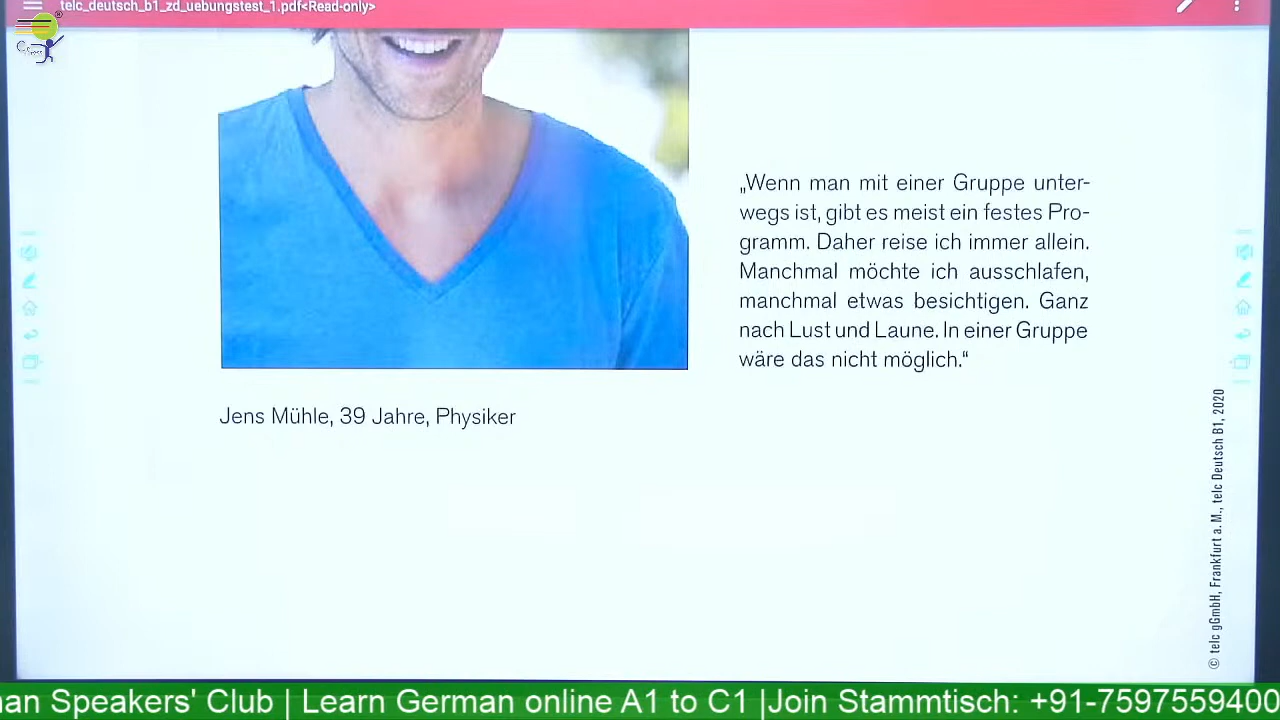 telc_deutsch_b1_zd_uebungstest_1.pdf<Read-only>
„Wenn man mit einer Gruppe unter-
wegs ist, gibt es meist ein festes Pro-
gramm. Daher reise ich immer allein.
Manchmal möchte ich ausschlafen,
manchmal etwas besichtigen. Ganz
nach Lust und Laune. In einer Gruppe
wäre das nicht möglich.“
Jens Mühle, 39 Jahre, Physiker
© telc gGmbH, Frankfurt a. M., telc Deutsch B1, 2020
Speakers' Club | Learn German online A1 to C1 |Join Stammtisch: +91-7597559400